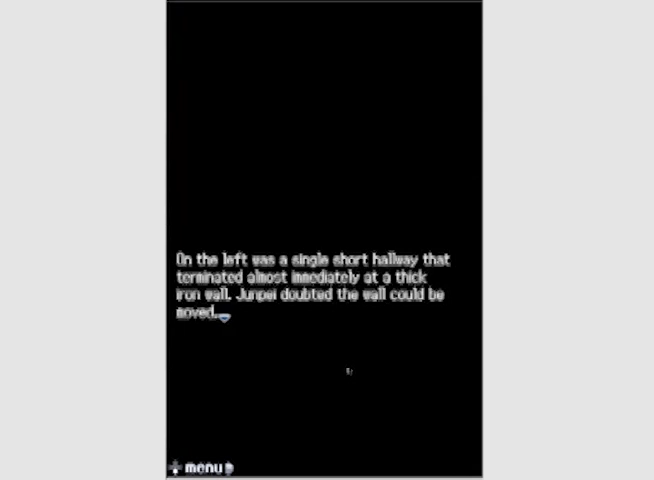 On the left was a single short hallway that
terminated almost immediately at a thick
iron wall. Junpei doubted the wall could be
moved.
menu